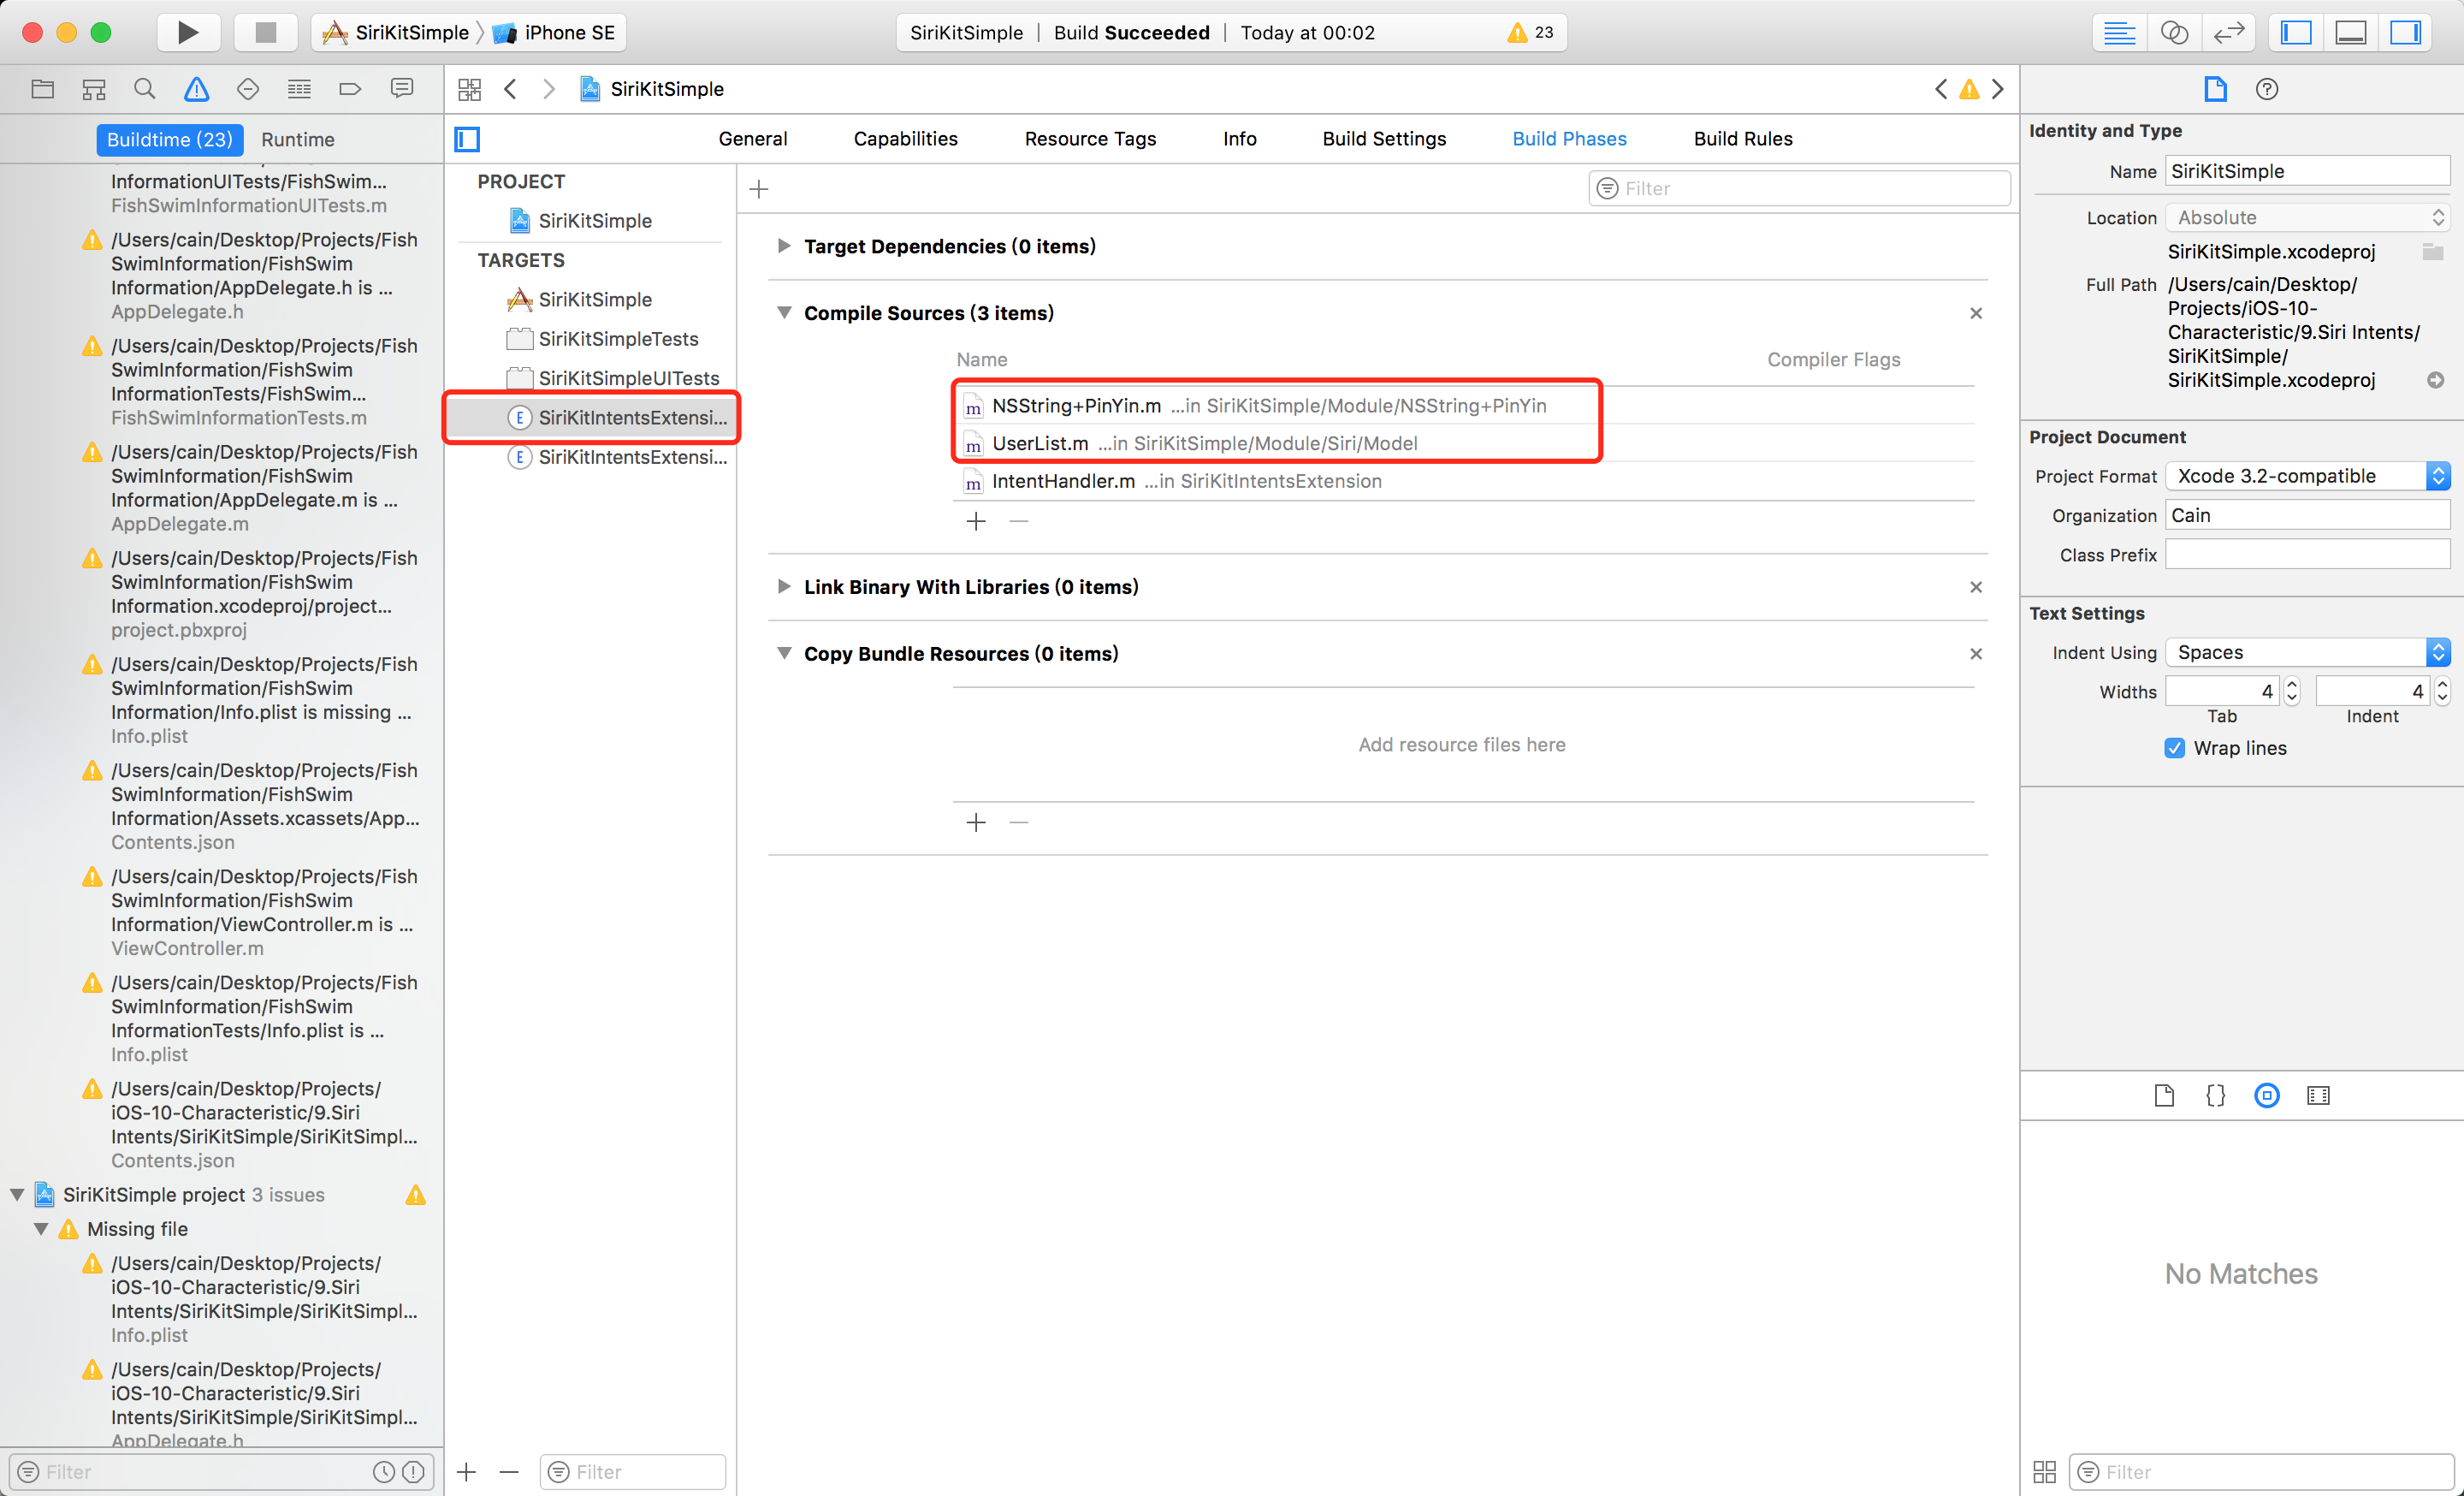 SiriKitSimple
iPhone SE
SiriKitSimple | Build Succeeded | Today at 00:02
23
SiriKitSimple
Buildtime (23)
Runtime
General
Capabilities
Resource Tags
Info
Build Settings
Build Phases
Build Rules
InformationUITests/FishSwim...
FishSwimInformationUITests.m
/Users/cain/Desktop/Projects/Fish
SwimInformation/FishSwim
Information/AppDelegate.h is ...
AppDelegate.h
/Users/cain/Desktop/Projects/Fish
SwimInformation/FishSwim
InformationTests/FishSwim...
FishSwimInformationTests.m
/Users/cain/Desktop/Projects/Fish
SwimInformation/FishSwim
Information/AppDelegate.m is ...
AppDelegate.m
/Users/cain/Desktop/Projects/Fish
SwimInformation/FishSwim
Information.xcodeproj/project...
project.pbxproj
/Users/cain/Desktop/Projects/Fish
SwimInformation/FishSwim
Information/Info.plist is missing ...
Info.plist
/Users/cain/Desktop/Projects/Fish
SwimInformation/FishSwim
Information/Assets.xcassets/App...
Contents.json
/Users/cain/Desktop/Projects/Fish
SwimInformation/FishSwim
Information/ViewController.m is ...
ViewController.m
/Users/cain/Desktop/Projects/Fish
SwimInformation/FishSwim
InformationTests/Info.plist is ...
Info.plist
/Users/cain/Desktop/Projects/
iOS-10-Characteristic/9.Siri
Intents/SiriKitSimple/SiriKitSimpl...
Contents.json
SiriKitSimple project 3 issues
Missing file
/Users/cain/Desktop/Projects/
iOS-10-Characteristic/9.Siri
Intents/SiriKitSimple/SiriKitSimpl...
Info.plist
/Users/cain/Desktop/Projects/
iOS-10-Characteristic/9.Siri
Intents/SiriKitSimple/SiriKitSimpl...
AppDelegate.h
Filter
PROJECT
SiriKitSimple
TARGETS
SiriKitSimple
SiriKitSimpleTests
SiriKitSimpleUITests
E SiriKitIntentsExtensi...
E SiriKitIntentsExtensi...
Filter
Filter
Target Dependencies (0 items)
Compile Sources (3 items)
Name
Compiler Flags
m NSString+PinYin.m ...in SiriKitSimple/Module/NSString+PinYin
m UserList.m ...in SiriKitSimple/Module/Siri/Model
m IntentHandler.m ...in SiriKitIntentsExtension
Link Binary With Libraries (0 items)
Copy Bundle Resources (0 items)
Add resource files here
Identity and Type
Name SiriKitSimple
Location Absolute
SiriKitSimple.xcodeproj
Full Path /Users/cain/Desktop/
Projects/iOS-10-
Characteristic/9.Siri Intents/
SiriKitSimple/
SiriKitSimple.xcodeproj
Project Document
Project Format Xcode 3.2-compatible
Organization Cain
Class Prefix
Text Settings
Indent Using Spaces
Widths 4 4
Tab Indent
Wrap lines
No Matches
Filter